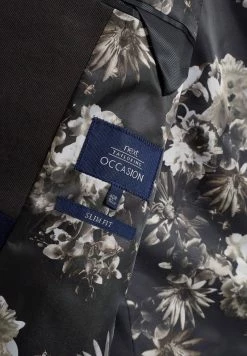 next
TAILORING
OCCASION
SLIM FIT